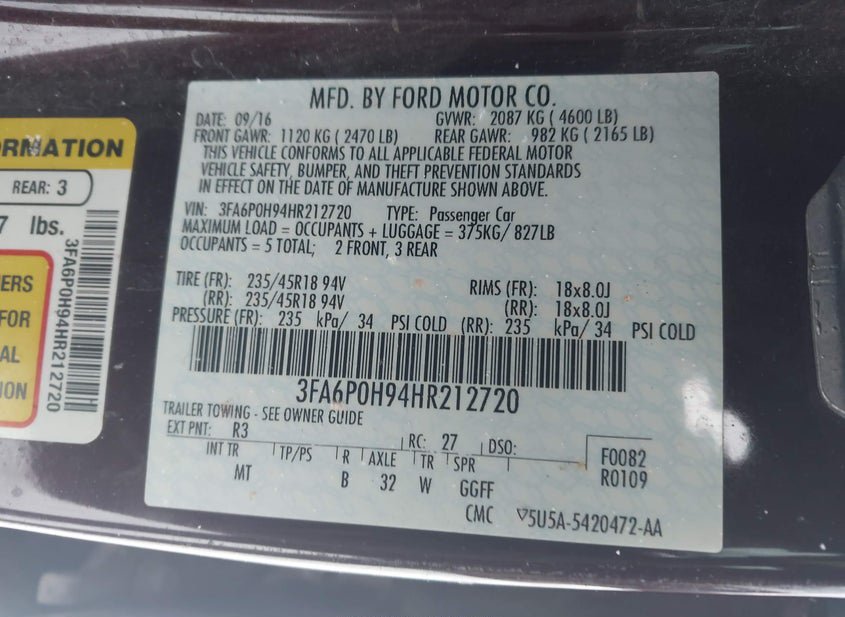 MFD. BY FORD MOTOR CO.
DATE: 09/16 GVWR: 2087 KG ( 4600 LB)
FRONT GAWR: 1120 KG ( 2470 LB) REAR GAWR: 982 KG ( 2165 LB)
THIS VEHICLE CONFORMS TO ALL APPLICABLE FEDERAL MOTOR
VEHICLE SAFETY, BUMPER, AND THEFT PREVENTION STANDARDS
IN EFFECT ON THE DATE OF MANUFACTURE SHOWN ABOVE.
VIN: 3FA6P0H94HR212720 TYPE: Passenger Car
MAXIMUM LOAD = OCCUPANTS + LUGGAGE = 375KG/ 827LB
OCCUPANTS = 5 TOTAL; 2 FRONT, 3 REAR
TIRE (FR): 235/45R18 94V RIMS (FR): 18x8.0J
(RR): 235/45R18 94V (RR): 18x8.0J
PRESSURE (FR): 235 kPa/ 34 PSI COLD (RR): 235 kPa/ 34 PSI COLD
3FA6P0H94HR212720
TRAILER TOWING - SEE OWNER GUIDE
EXT PNT: R3 RC: 27 DSO: F0082
INT TR TP/PS R AXLE TR SPR R0109
MT B 32 W GGFF
CMC 5U5A-5420472-AA
ORMATION
REAR: 3
7 lbs.
3FA6P0H94HR212720
ERS
FOR
AL
ION